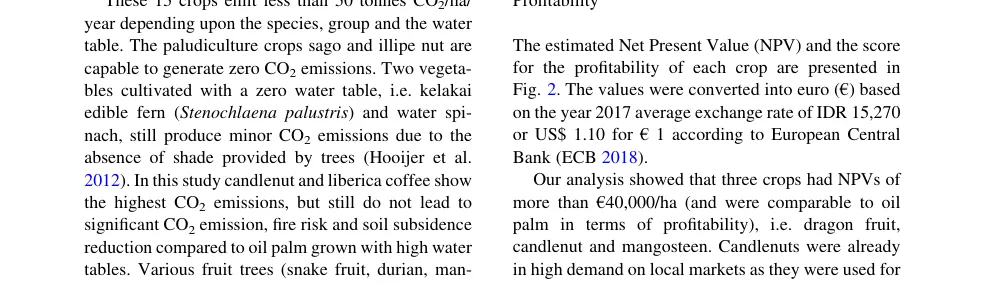 These 15 crops emit less than 50 tonnes CO₂/ha/
year depending upon the species, group and the water
table. The paludiculture crops sago and illipe nut are
capable to generate zero CO₂ emissions. Two vegeta-
bles cultivated with a zero water table, i.e. kelakai
edible fern (Stenochlaena palustris) and water spi-
nach, still produce minor CO₂ emissions due to the
absence of shade provided by trees (Hooijer et al.
2012). In this study candlenut and liberica coffee show
the highest CO₂ emissions, but still do not lead to
significant CO₂ emission, fire risk and soil subsidence
reduction compared to oil palm grown with high water
tables. Various fruit trees (snake fruit, durian, man-
Profitability
The estimated Net Present Value (NPV) and the score
for the profitability of each crop are presented in
Fig. 2. The values were converted into euro (€) based
on the year 2017 average exchange rate of IDR 15,270
or US$ 1.10 for € 1 according to European Central
Bank (ECB 2018).
Our analysis showed that three crops had NPVs of
more than €40,000/ha (and were comparable to oil
palm in terms of profitability), i.e. dragon fruit,
candlenut and mangosteen. Candlenuts were already
in high demand on local markets as they were used for